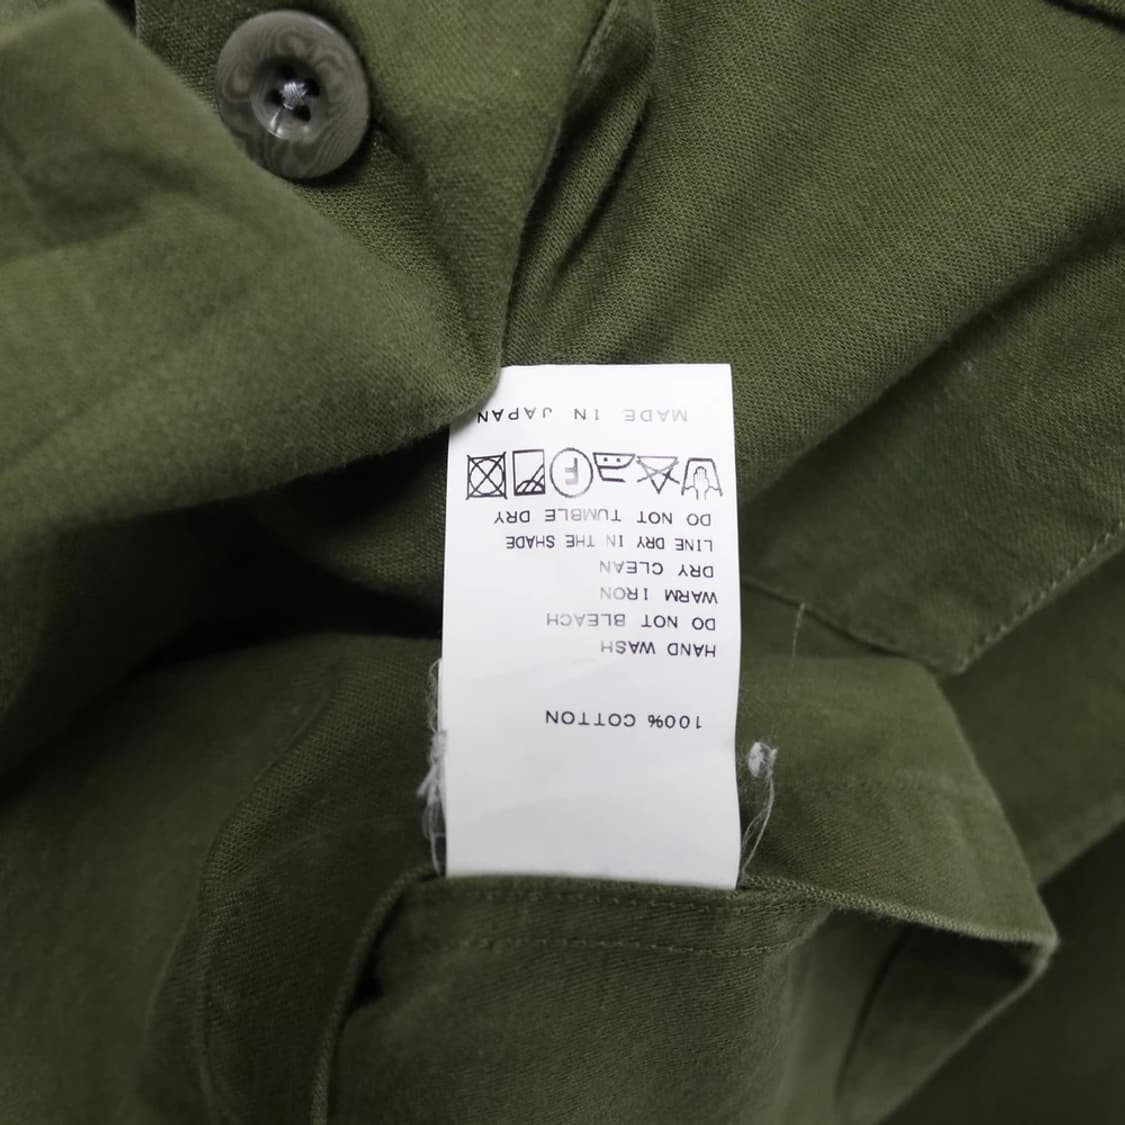 100% COTTON
HAND WASH
DO NOT BLEACH
WARM IRON
DRY CLEAN
LINE DRY IN THE SHADE
DO NOT TUMBLE DRY
F
MADE IN JAPAN